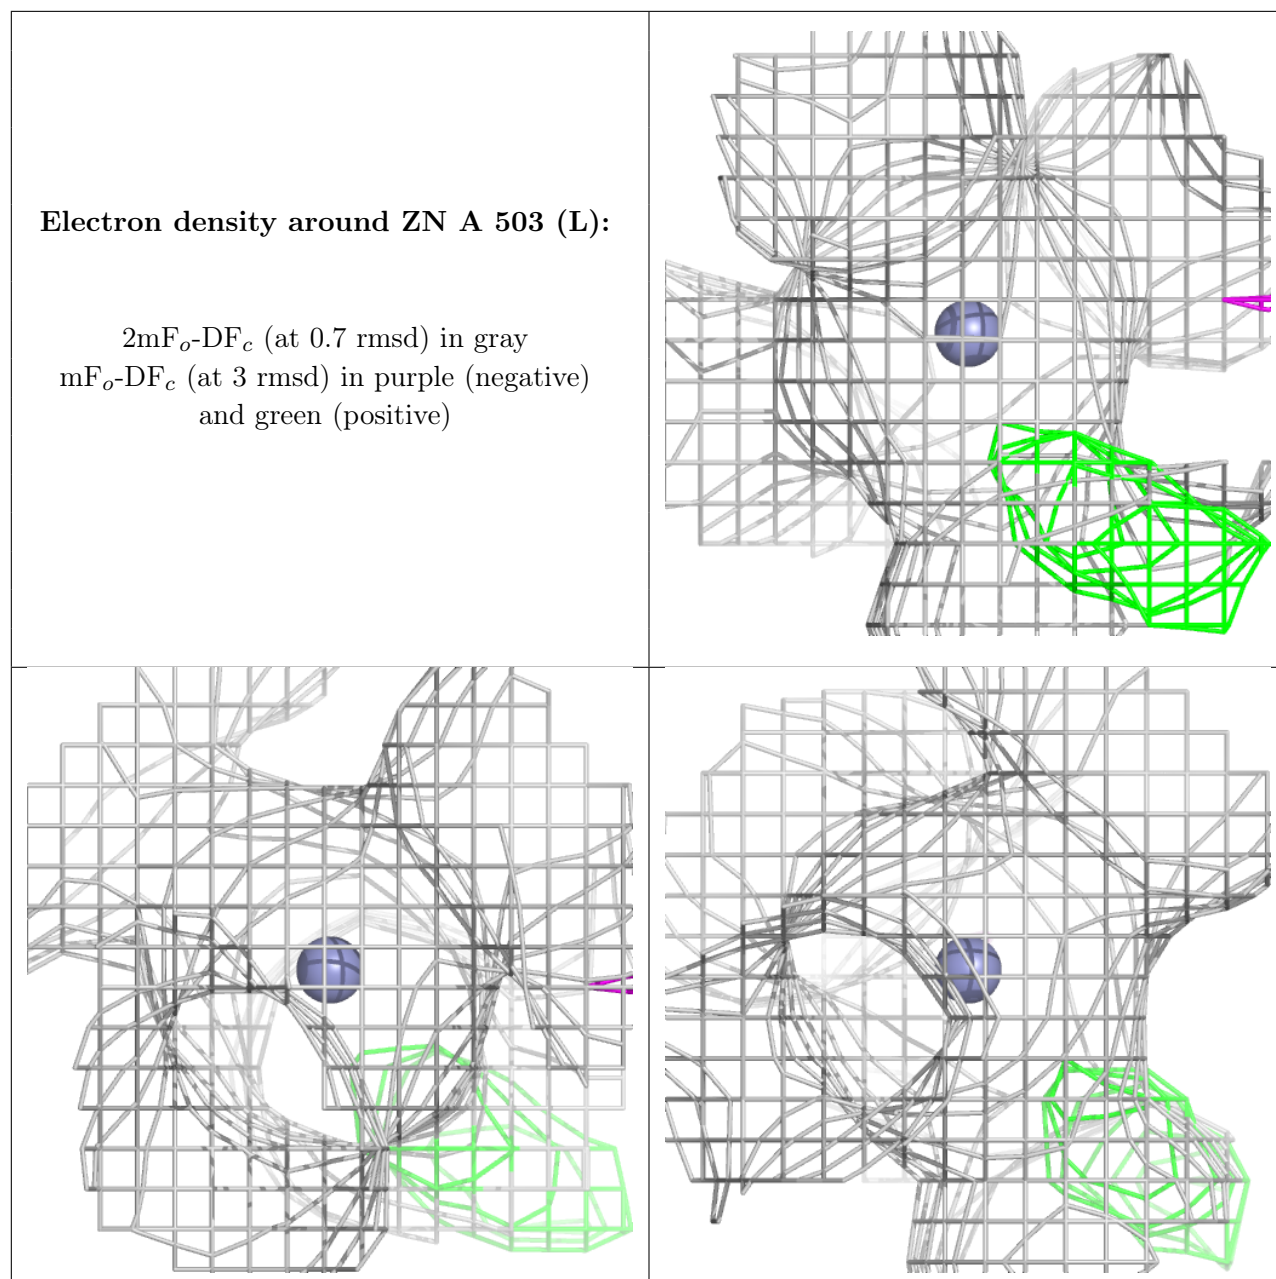 Electron density around ZN A 503 (L):
2mFo-DFc (at 0.7 rmsd) in gray
mFo-DFc (at 3 rmsd) in purple (negative)
and green (positive)